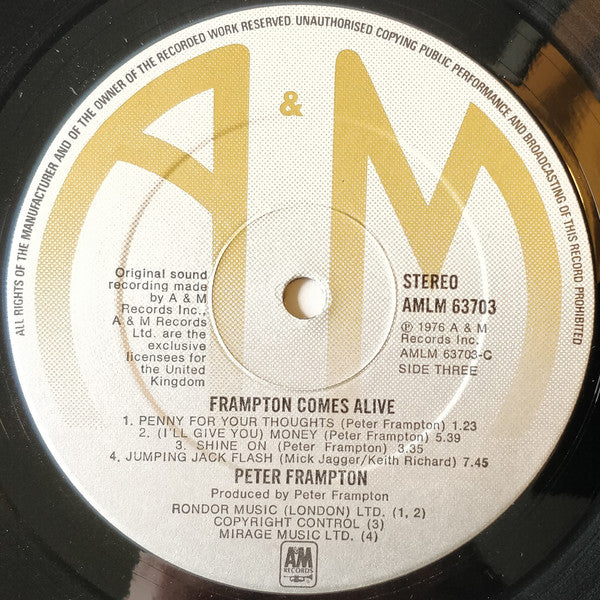 ALL RIGHTS OF THE MANUFACTURER AND OF THE OWNER OF THE RECORDED WORK RESERVED. UNAUTHORISED COPYING PUBLIC PERFORMANCE AND BROADCASTING OF THIS RECORD PROHIBITED
A & M
Original sound
recording made
by A & M
Records Inc.,
A & M Records
Ltd. are the
exclusive
licensees for
the United
Kingdom
STEREO
AMLM 63703
℗ 1976 A & M
Records Inc.
AMLM 63703-C
SIDE THREE
FRAMPTON COMES ALIVE
1. PENNY FOR YOUR THOUGHTS (Peter Frampton) 1.23
2. (I'LL GIVE YOU) MONEY (Peter Frampton) 5.39
3. SHINE ON (Peter Frampton) 3.35
4. JUMPING JACK FLASH (Mick Jagger/Keith Richard) 7.45
PETER FRAMPTON
Produced by Peter Frampton
RONDOR MUSIC (LONDON) LTD. (1, 2)
COPYRIGHT CONTROL (3)
MIRAGE MUSIC LTD. (4)
AM
RECORDS